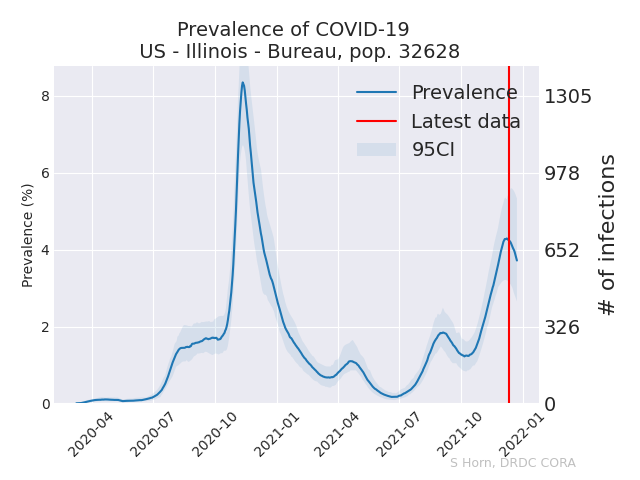 Prevalence of COVID-19
US - Illinois - Bureau, pop. 32628
Prevalence
Latest data
95CI
Prevalence (%)
8
6
4
2
0
1305
978
652
326
0
# of infections
2020-04
2020-07
2020-10
2021-01
2021-04
2021-07
2021-10
2022-01
S Horn, DRDC CORA